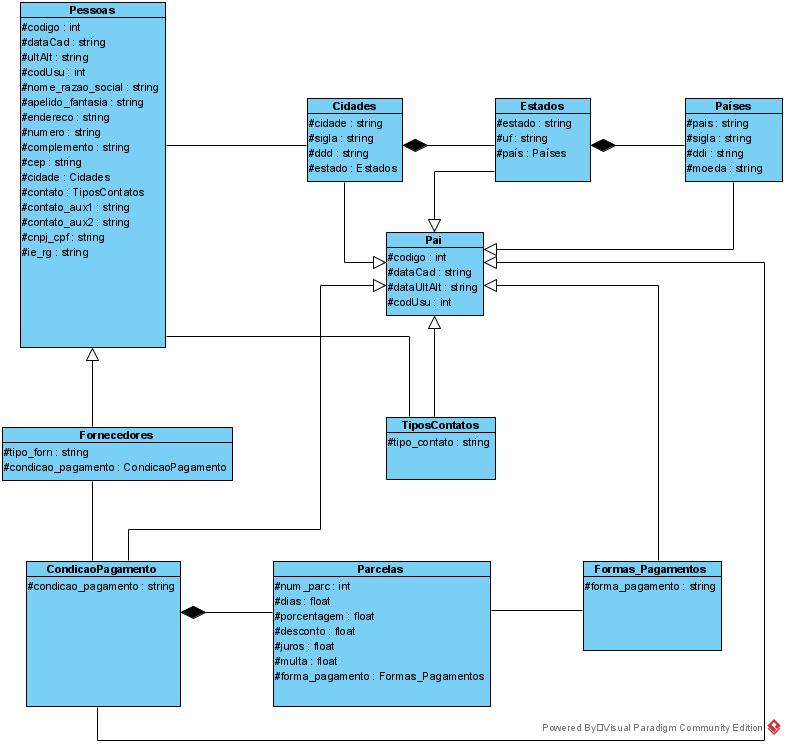 Pessoas
#codigo : int
#dataCad : string
#ultAlt : string
#codUsu : int
#nome_razao_social : string
#apelido_fantasia : string
#endereco : string
#numero : string
#complemento : string
#cep : string
#cidade : Cidades
#contato : TiposContatos
#contato_aux1 : string
#contato_aux2 : string
#cnpj_cpf : string
#ie_rg : string
Cidades
#cidade : string
#sigla : string
#ddd : string
#estado : Estados
Estados
#estado : string
#uf : string
#país : Países
Países
#pais : string
#sigla : string
#ddi : string
#moeda : string
Pai
#codigo : int
#dataCad : string
#dataUltAlt : string
#codUsu : int
Fornecedores
#tipo_forn : string
#condicao_pagamento : CondicaoPagamento
TiposContatos
#tipo_contato : string
CondicaoPagamento
#condicao_pagamento : string
Parcelas
#num_parc : int
#dias : float
#porcentagem : float
#desconto : float
#juros : float
#multa : float
#forma_pagamento : Formas_Pagamentos
Formas_Pagamentos
#forma_pagamento : string
Powered By Visual Paradigm Community Edition